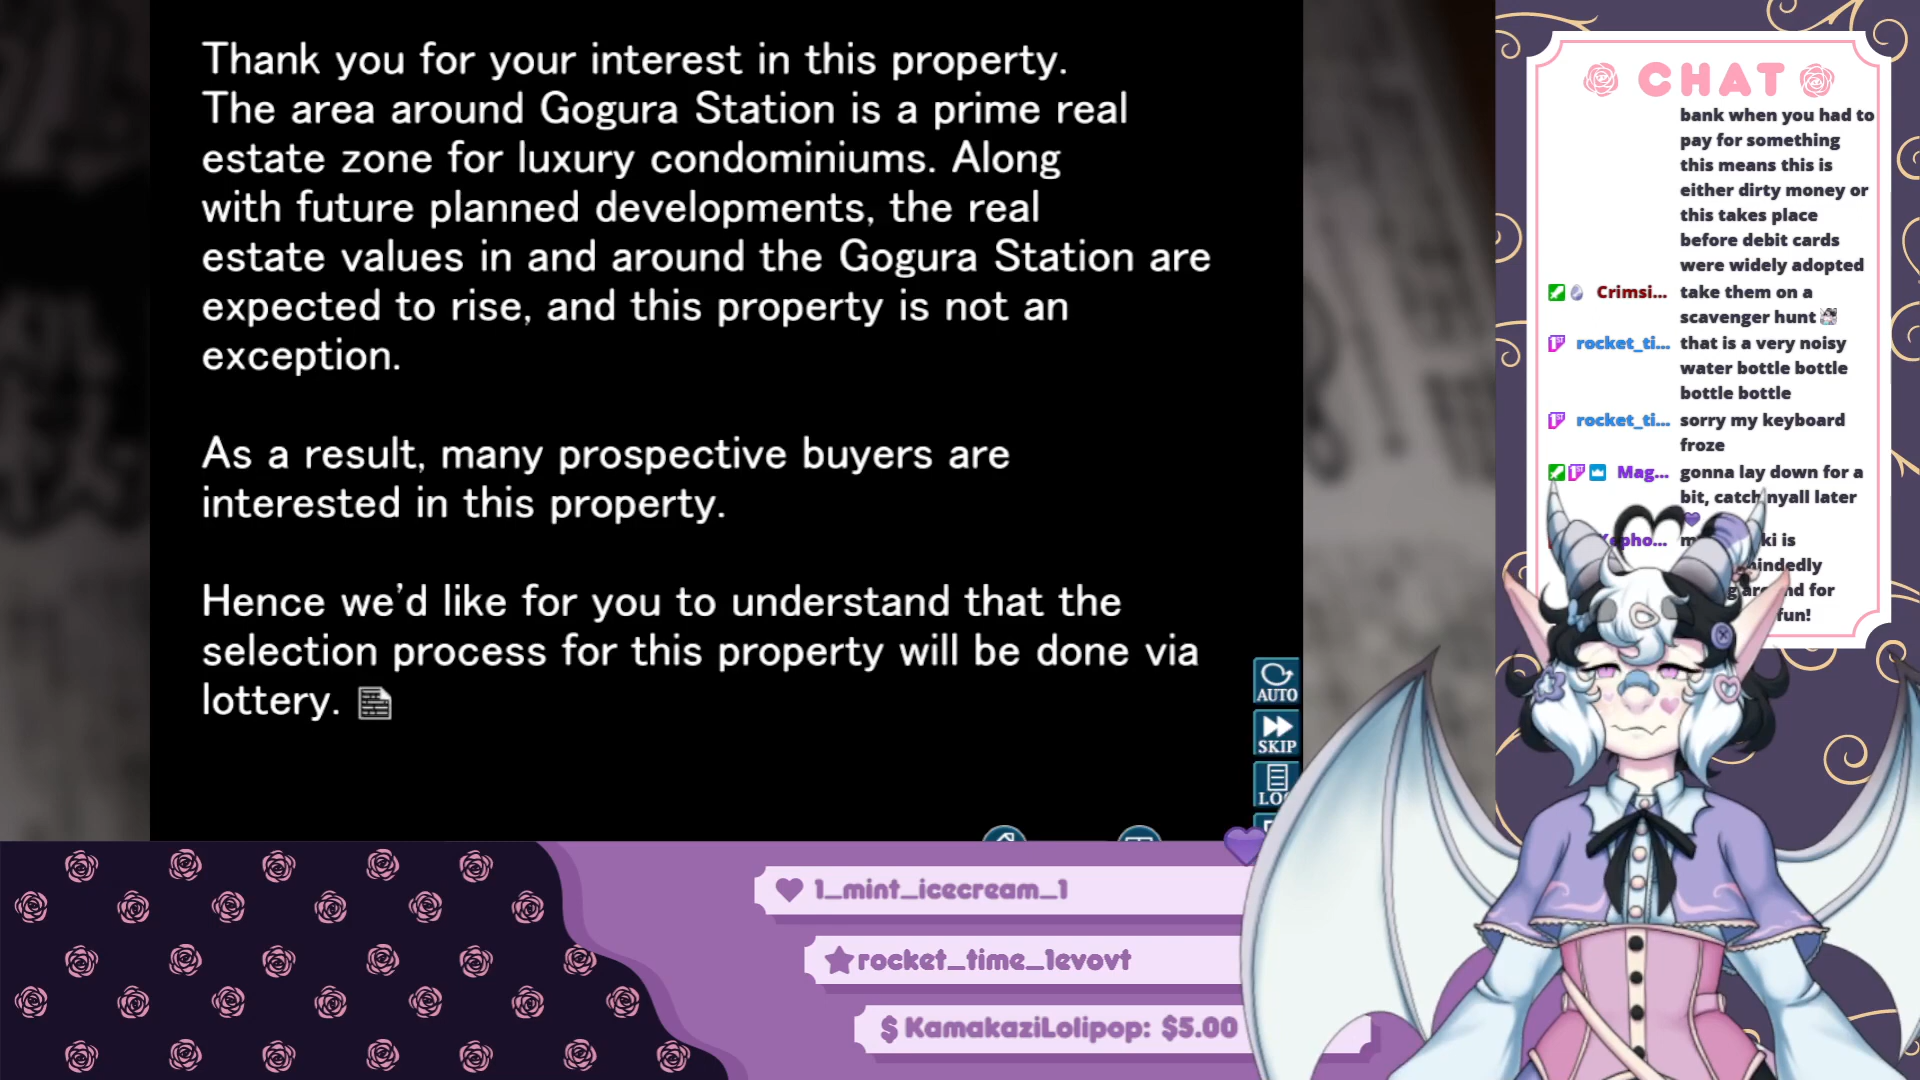 Thank you for your interest in this property.
The area around Gogura Station is a prime real
estate zone for luxury condominiums. Along
with future planned developments, the real
estate values in and around the Gogura Station are
expected to rise, and this property is not an
exception.
As a result, many prospective buyers are
interested in this property.
Hence we'd like for you to understand that the
selection process for this property will be done via
lottery.
AUTO
SKIP
CHAT
bank when you had to
pay for something
this means this is
either dirty money or
this takes place
before debit cards
were widely adopted
Crimsi... take them on a
scavenger hunt
rocket_ti... that is a very noisy
water bottle bottle
bottle bottle
rocket_ti... sorry my keyboard
froze
Mag... gonna lay down for a
bit, catch nyall later
is
for
fun!
1_mint_icecream_1
rocket_time_1evovt
$ KamakaziLolipop: $5.00